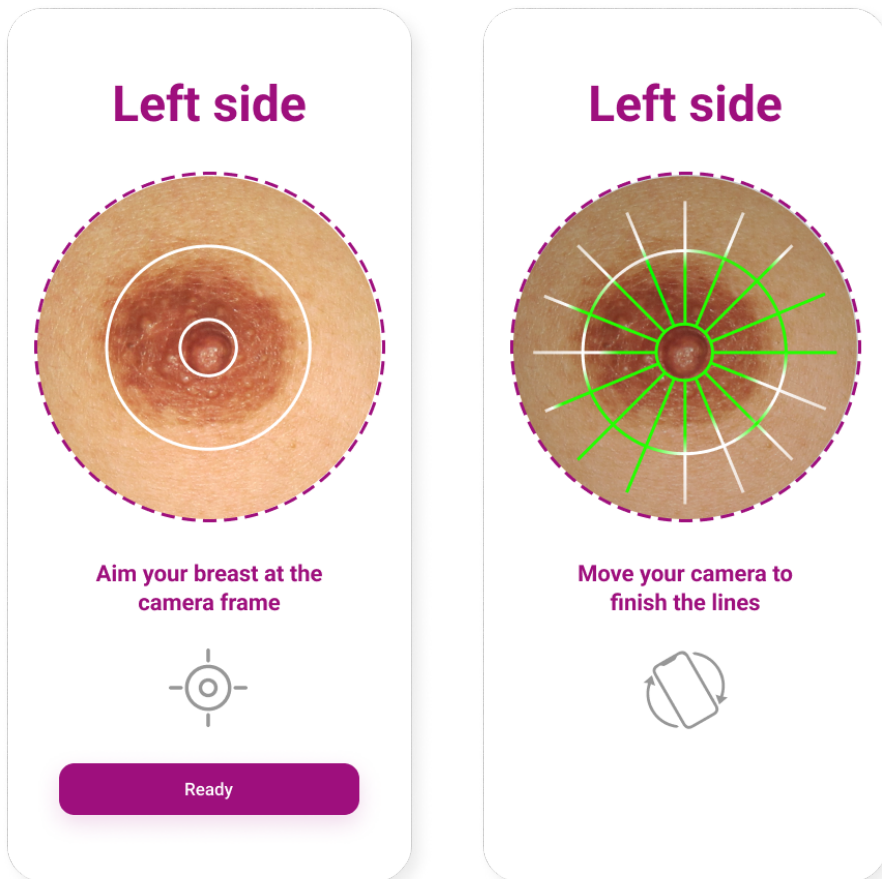 Left side
Aim your breast at the
camera frame
Ready
Left side
Move your camera to
finish the lines